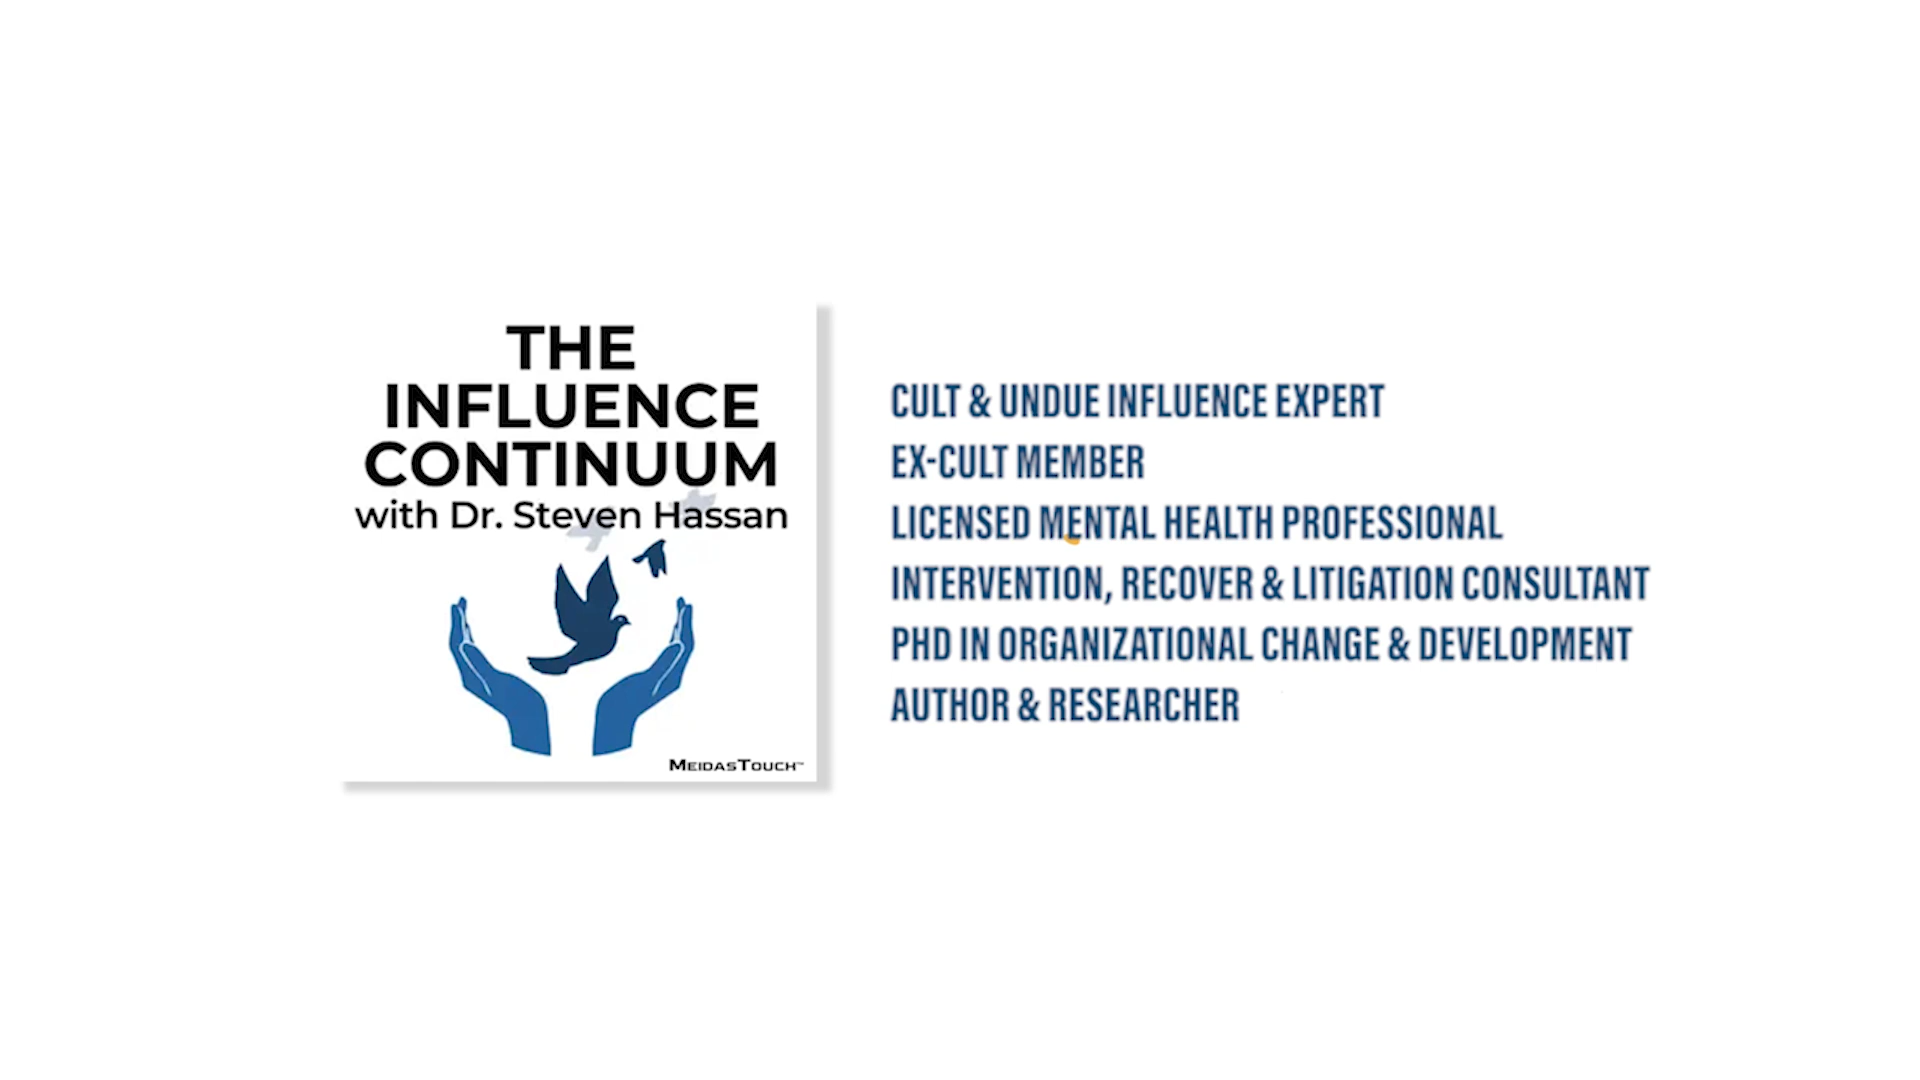 THE
INFLUENCE
CONTINUUM
with Dr. Steven Hassan
MEIDASTOUCH™
CULT & UNDUE INFLUENCE EXPERT
EX-CULT MEMBER
LICENSED MENTAL HEALTH PROFESSIONAL
INTERVENTION, RECOVER & LITIGATION CONSULTANT
PHD IN ORGANIZATIONAL CHANGE & DEVELOPMENT
AUTHOR & RESEARCHER